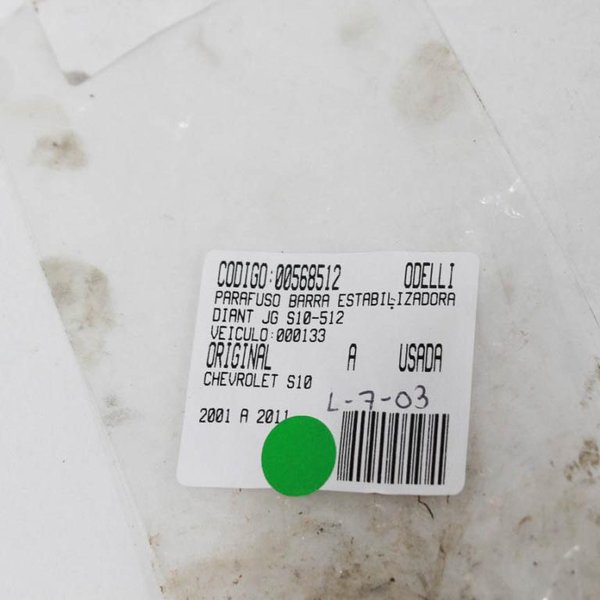 CODIGO:00568512 ODELLI
PARAFUSO BARRA ESTABILIZADORA
DIANT JG S10-512
VEICULO:000133
ORIGINAL A USADA
CHEVROLET S10
L-7-03
2001 A 2011